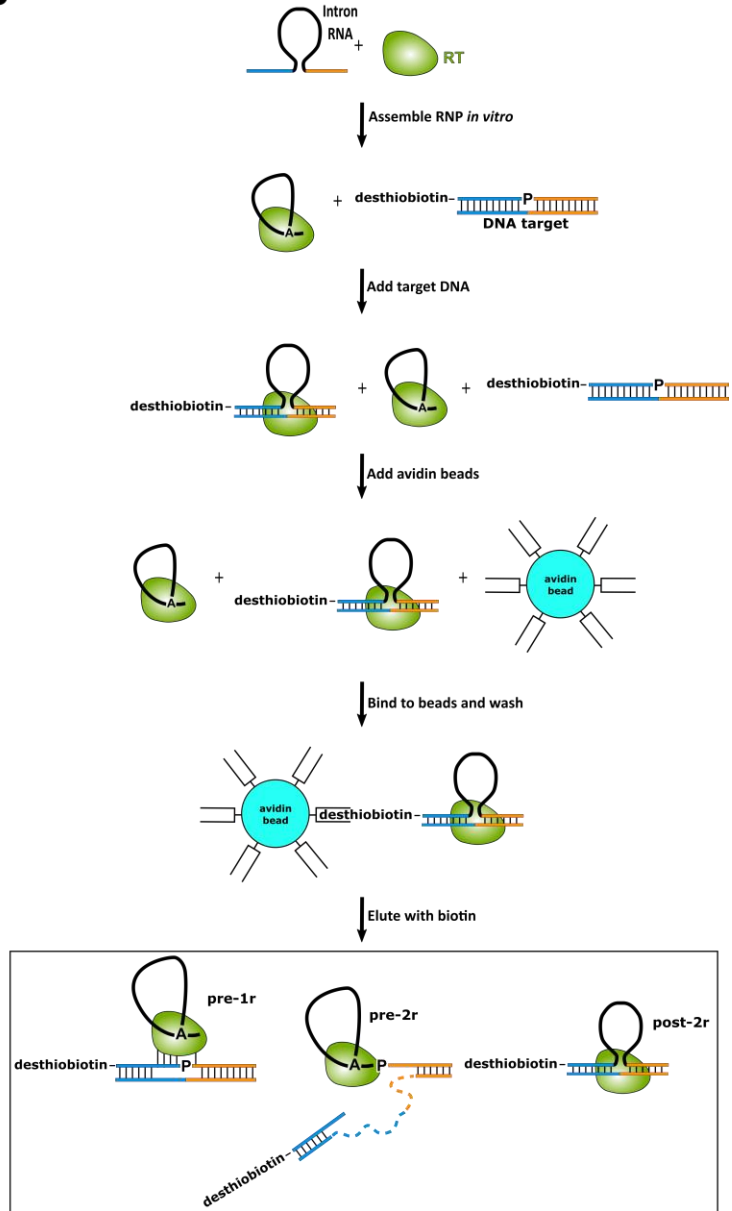 Intron
RNA
+
RT
Assemble RNP in vitro
A
+
desthiobiotin-
P
DNA target
Add target DNA
desthiobiotin-
+
A
+
desthiobiotin-
P
Add avidin beads
A
+
desthiobiotin-
+
avidin
bead
Bind to beads and wash
avidin
bead
desthiobiotin-
Elute with biotin
pre-1r
A
desthiobiotin-
P
pre-2r
A
P
desthiobiotin-
post-2r
desthiobiotin-